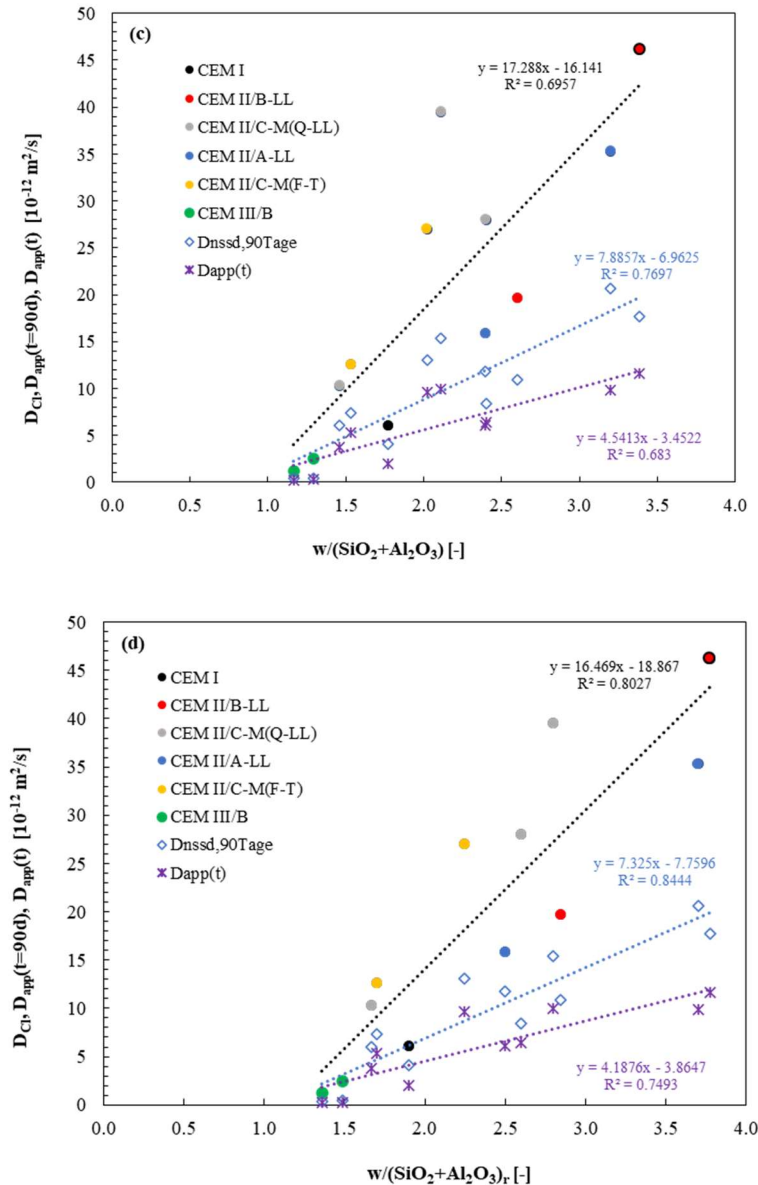 (c)
50
45
40
35
30
25
20
15
10
5
0
D_Cl, D_app(t=90d), D_app(t) [10⁻¹² m²/s]
CEM I
CEM II/B-LL
CEM II/C-M(Q-LL)
CEM II/A-LL
CEM II/C-M(F-T)
CEM III/B
Dnssd,90Tage
Dapp(t)
y = 17.288x - 16.141
R² = 0.6957
y = 7.8857x - 6.9625
R² = 0.7697
y = 4.5413x - 3.4522
R² = 0.683
0.0 0.5 1.0 1.5 2.0 2.5 3.0 3.5 4.0
w/(SiO₂+Al₂O₃) [-]
(d)
50
45
40
35
30
25
20
15
10
5
0
D_Cl, D_app(t=90d), D_app(t) [10⁻¹² m²/s]
CEM I
CEM II/B-LL
CEM II/C-M(Q-LL)
CEM II/A-LL
CEM II/C-M(F-T)
CEM III/B
Dnssd,90Tage
Dapp(t)
y = 16.469x - 18.867
R² = 0.8027
y = 7.325x - 7.7596
R² = 0.8444
y = 4.1876x - 3.8647
R² = 0.7493
0.0 0.5 1.0 1.5 2.0 2.5 3.0 3.5 4.0
w/(SiO₂+Al₂O₃)ᵣ [-]